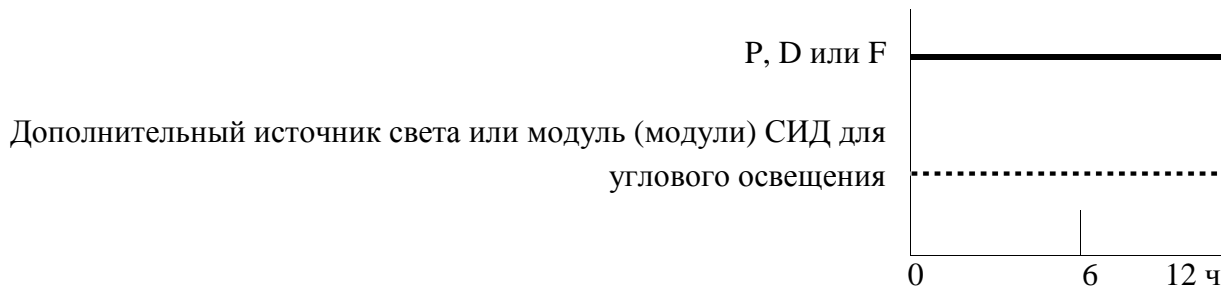 P, D или F
Дополнительный источник света или модуль (модули) СИД для
углового освещения
0 6 12 ч